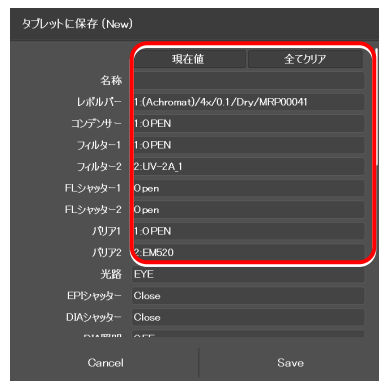 タブレットに保存 (New)
現在値 全てクリア
名称
レボルバー 1:(Achromat)/4x/0.1/Dry/MRP00041
コンデンサー 1:OPEN
フィルター1 1:OPEN
フィルター2 2:UV-2A_1
FLシャッター1 Open
FLシャッター2 Open
バリア1 1:OPEN
バリア2 2:EM520
光路 EYE
EPIシャッター Close
DIAシャッター Close
Cancel Save